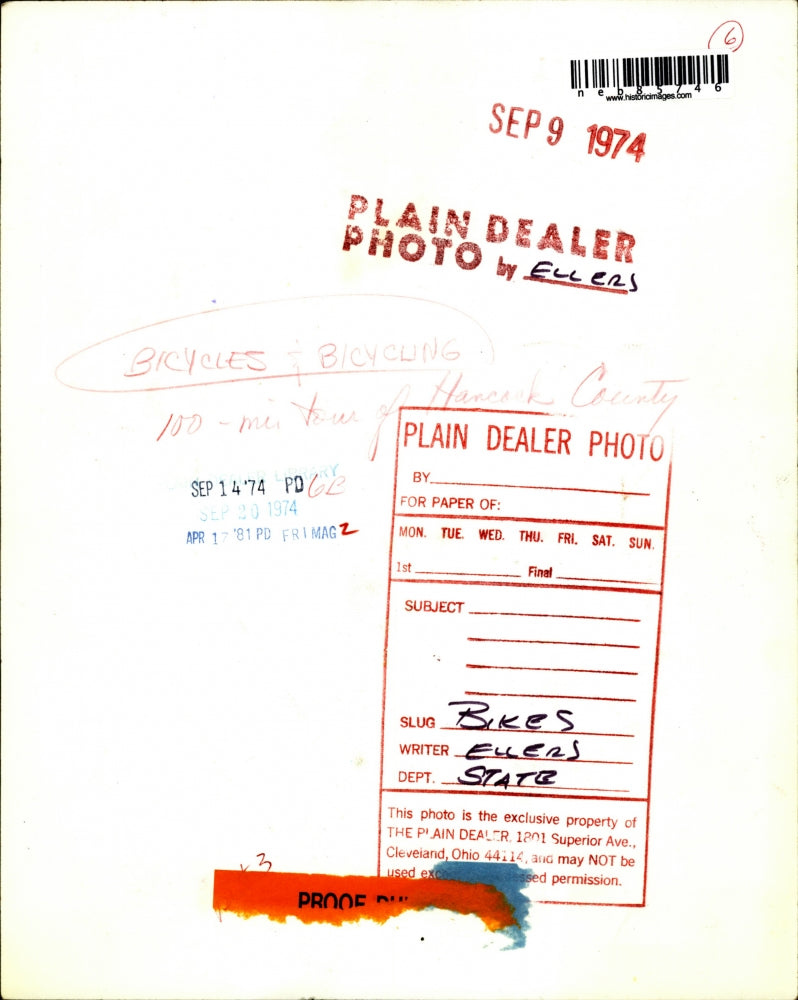 6
neb85746
www.historicimages.com
SEP 9 1974
PLAIN DEALER
PHOTO by ELLERS
BICYCLES & BICYCLING
100-mi tour of Hancock County
PLAIN DEALER PHOTO
BY
FOR PAPER OF:
MON. TUE. WED. THU. FRI. SAT. SUN.
1st Final
SUBJECT
SLUG BIKES
WRITER ELLERS
DEPT. STATE
This photo is the exclusive property of
THE PLAIN DEALER, 1801 Superior Ave.,
Cleveland, Ohio 44114, and may NOT be
used permission.
LIBRARY
SEP 14 '74 PD 6B
SEP 20 1974
APR 17 '81 PD FRI MAG 2
x3
PROOF